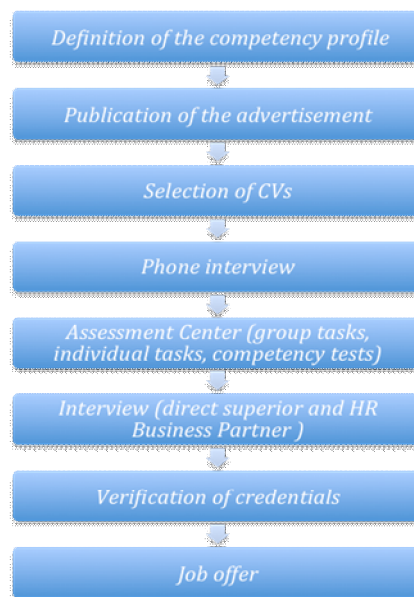 Definition of the competency profile
Publication of the advertisement
Selection of CVs
Phone interview
Assessment Center (group tasks,
individual tasks, competency tests)
Interview (direct superior and HR
Business Partner )
Verification of credentials
Job offer